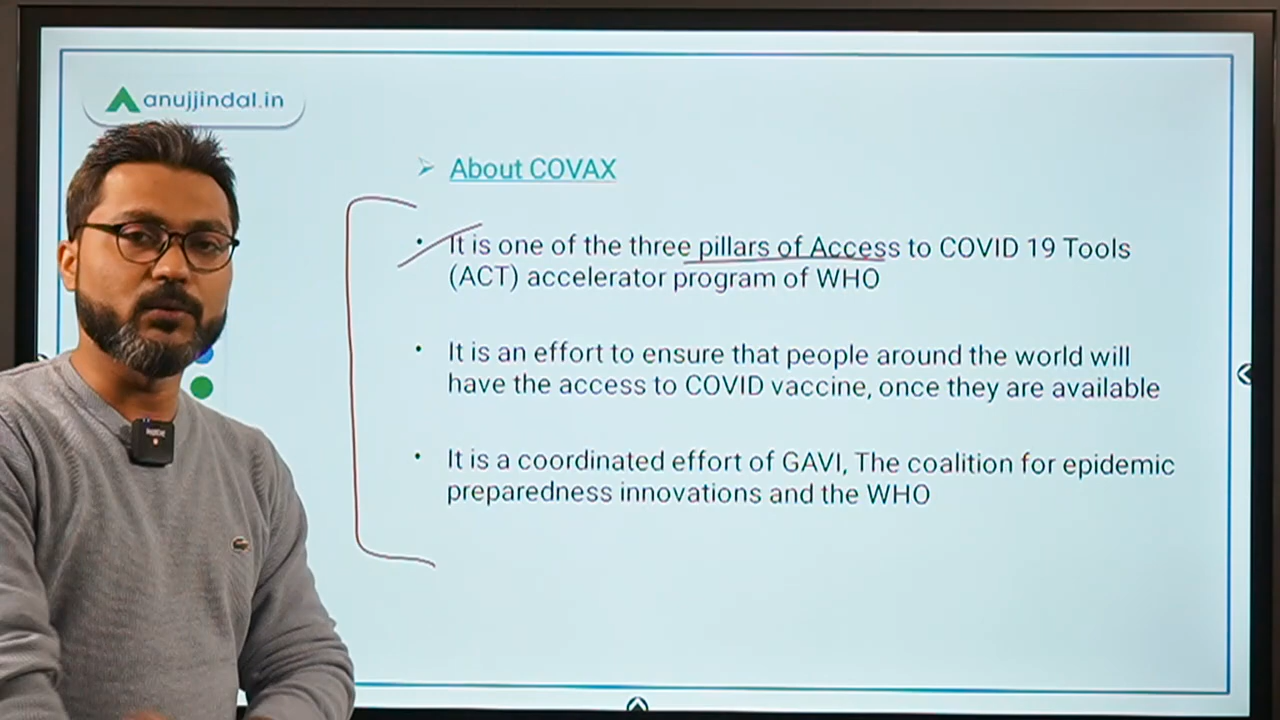 anujjindal.in
About COVAX
It is one of the three pillars of Access to COVID 19 Tools
(ACT) accelerator program of WHO
It is an effort to ensure that people around the world will
have the access to COVID vaccine, once they are available
It is a coordinated effort of GAVI, The coalition for epidemic
preparedness innovations and the WHO